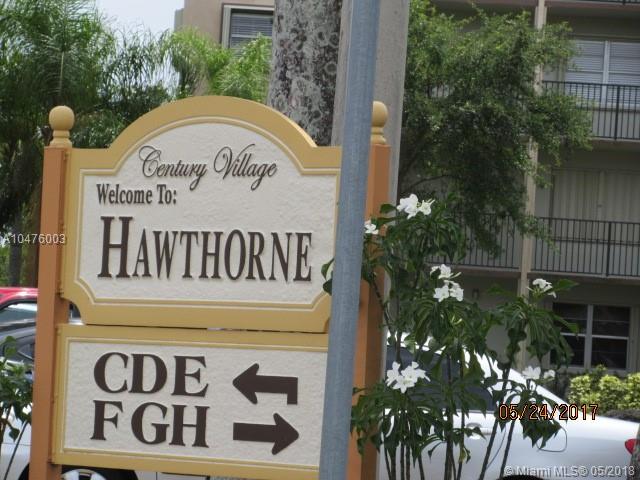 Century Village
Welcome To:
HAWTHORNE
CDE
FGH
A10476003
05/24/2017
© Miami MLS® 05/2018